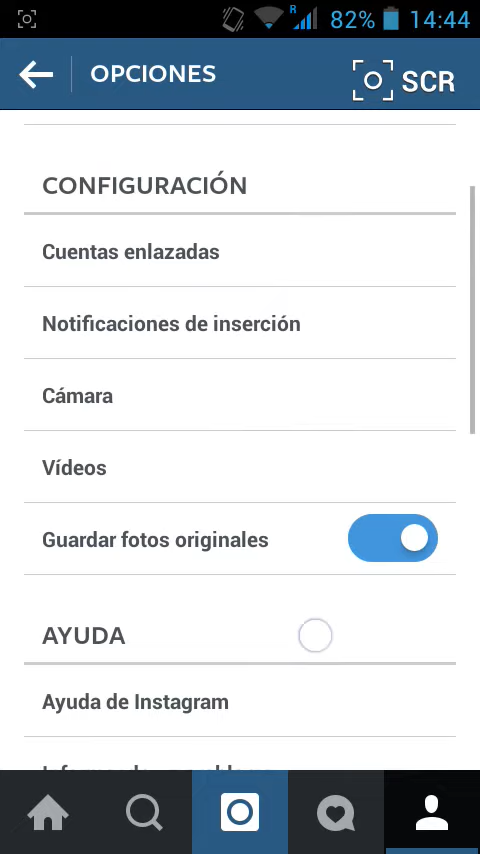 R 82% 14:44
OPCIONES SCR
CONFIGURACIÓN
Cuentas enlazadas
Notificaciones de inserción
Cámara
Vídeos
Guardar fotos originales
AYUDA
Ayuda de Instagram